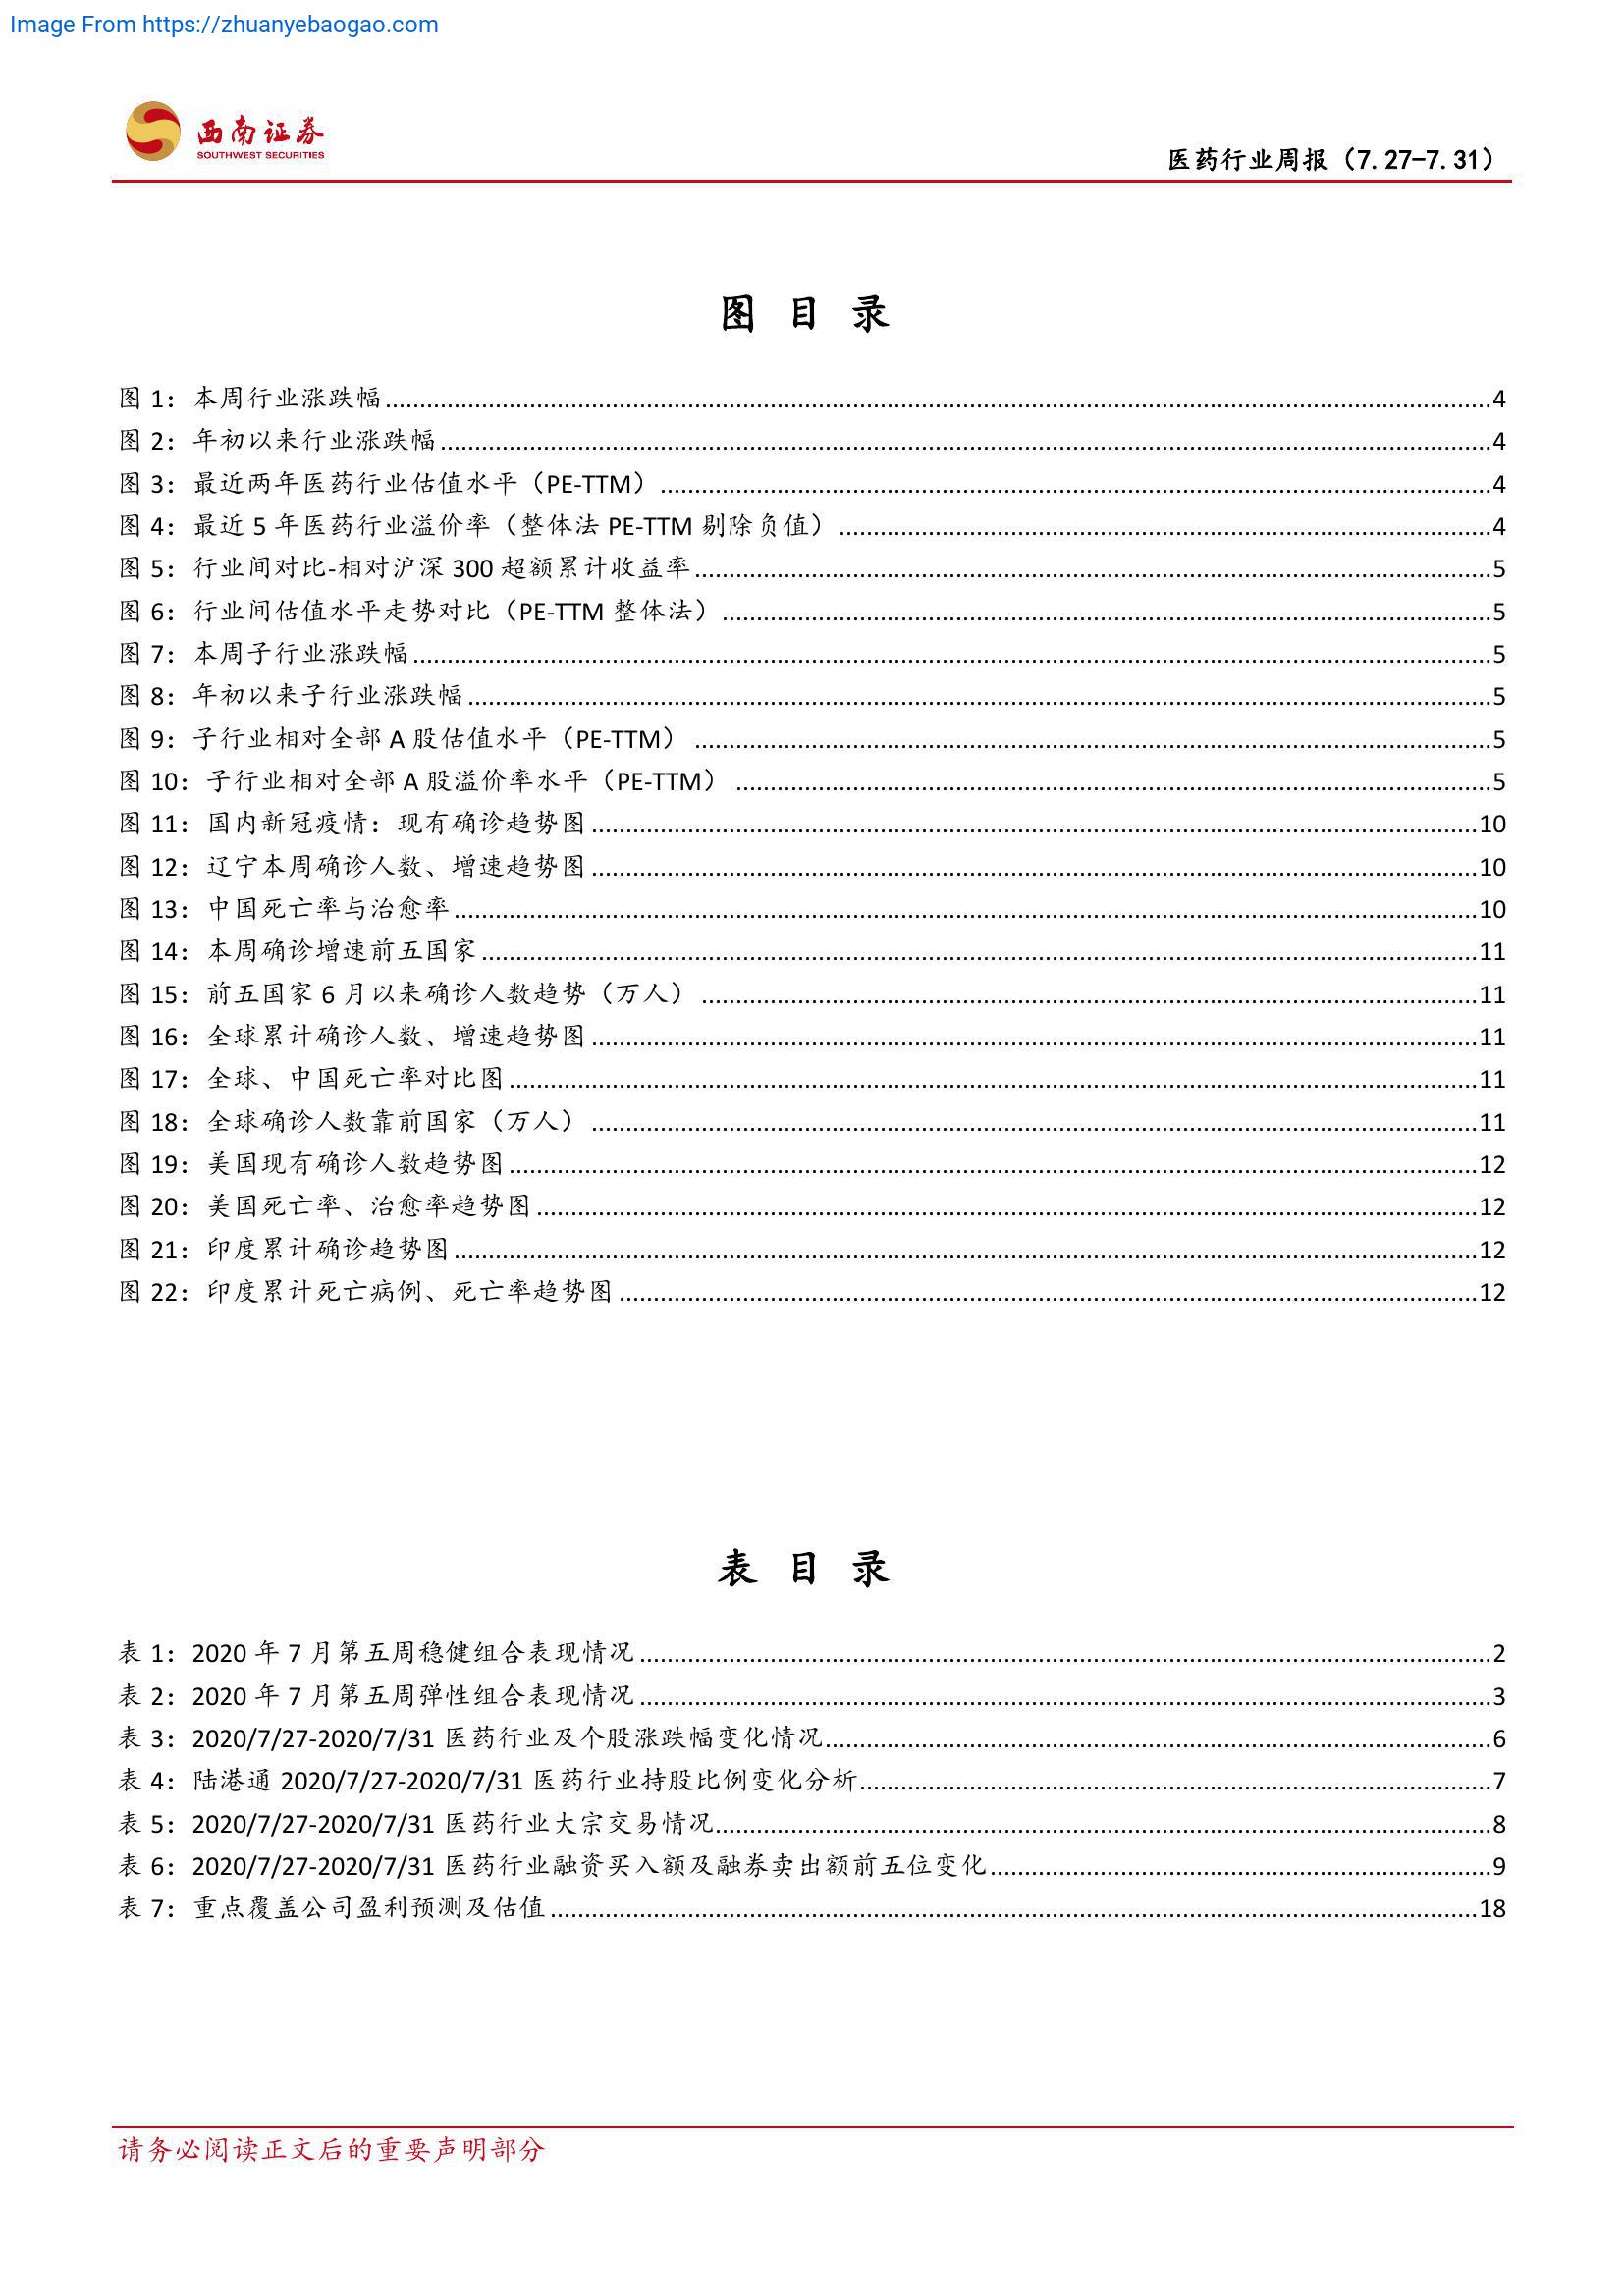 Image From https://zhuanyebaogao.com
西南证券
SOUTHWEST SECURITIES
医药行业周报（7.27-7.31）
图 目 录
图 1：本周行业涨跌幅........4
图 2：年初以来行业涨跌幅........4
图 3：最近两年医药行业估值水平（PE-TTM）........4
图 4：最近 5 年医药行业溢价率（整体法 PE-TTM 剔除负值）........4
图 5：行业间对比-相对沪深 300 超额累计收益率........5
图 6：行业间估值水平走势对比（PE-TTM 整体法）........5
图 7：本周子行业涨跌幅........5
图 8：年初以来子行业涨跌幅........5
图 9：子行业相对全部 A 股估值水平（PE-TTM）........5
图 10：子行业相对全部 A 股溢价率水平（PE-TTM）........5
图 11：国内新冠疫情：现有确诊趋势图........10
图 12：辽宁本周确诊人数、增速趋势图........10
图 13：中国死亡率与治愈率........10
图 14：本周确诊增速前五国家........11
图 15：前五国家 6 月以来确诊人数趋势（万人）........11
图 16：全球累计确诊人数、增速趋势图........11
图 17：全球、中国死亡率对比图........11
图 18：全球确诊人数靠前国家（万人）........11
图 19：美国现有确诊人数趋势图........12
图 20：美国死亡率、治愈率趋势图........12
图 21：印度累计确诊趋势图........12
图 22：印度累计死亡病例、死亡率趋势图........12
表 目 录
表 1：2020 年 7 月第五周稳健组合表现情况........2
表 2：2020 年 7 月第五周弹性组合表现情况........3
表 3：2020/7/27-2020/7/31 医药行业及个股涨跌幅变化情况........6
表 4：陆港通 2020/7/27-2020/7/31 医药行业持股比例变化分析........7
表 5：2020/7/27-2020/7/31 医药行业大宗交易情况........8
表 6：2020/7/27-2020/7/31 医药行业融资买入额及融券卖出额前五位变化........9
表 7：重点覆盖公司盈利预测及估值........18
请务必阅读正文后的重要声明部分